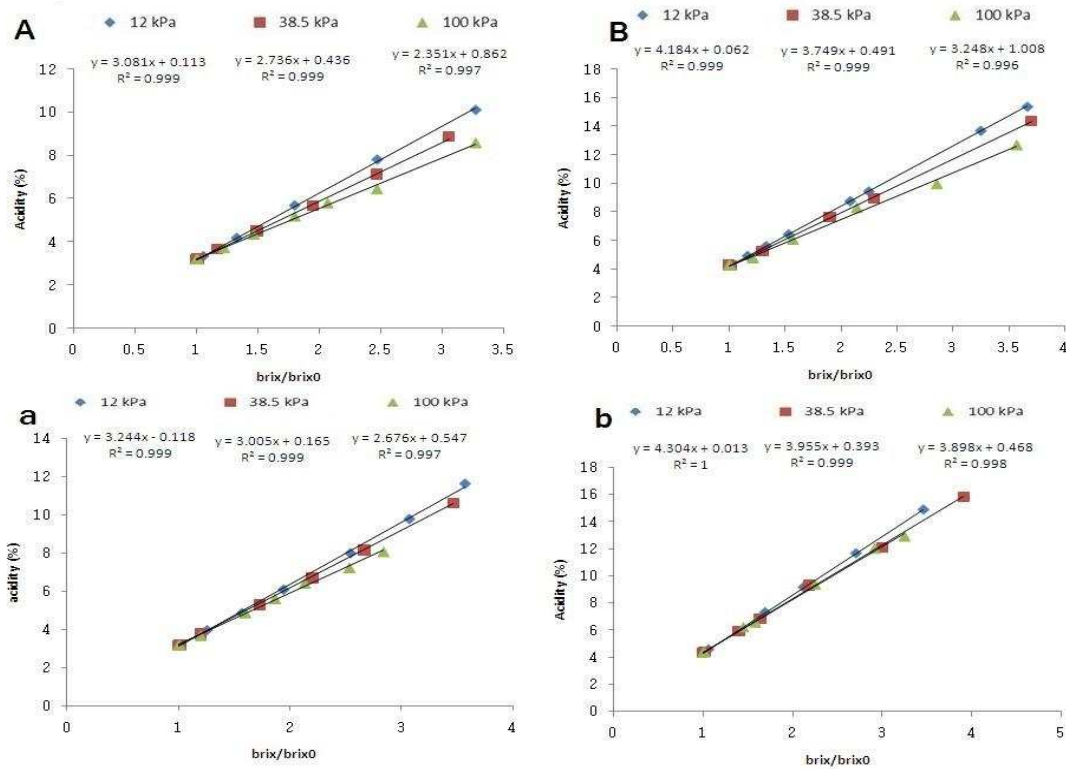 A
12 kPa 38.5 kPa 100 kPa
y = 3.081x + 0.113 y = 2.736x + 0.436 y = 2.351x + 0.862
R² = 0.999 R² = 0.999 R² = 0.997
Acidity (%)
12
10
8
6
4
2
0
0 0.5 1 1.5 2 2.5 3 3.5
brix/brix0
B
12 kPa 38.5 kPa 100 kPa
y = 4.184x + 0.062 y = 3.749x + 0.491 y = 3.248x + 1.008
R² = 0.999 R² = 0.999 R² = 0.996
Acidity (%)
18
16
14
12
10
8
6
4
2
0
0 0.5 1 1.5 2 2.5 3 3.5 4
brix/brix0
a
12 kPa 38.5 kPa 100 kPa
y = 3.244x - 0.118 y = 3.005x + 0.165 y = 2.676x + 0.547
R² = 0.999 R² = 0.999 R² = 0.997
acidity (%)
14
12
10
8
6
4
2
0
0 1 2 3 4
brix/brix0
b
12 kPa 38.5 kPa 100 kPa
y = 4.304x + 0.013 y = 3.955x + 0.393 y = 3.898x + 0.468
R² = 1 R² = 0.999 R² = 0.998
Acidity (%)
18
16
14
12
10
8
6
4
2
0
0 1 2 3 4 5
brix/brix0